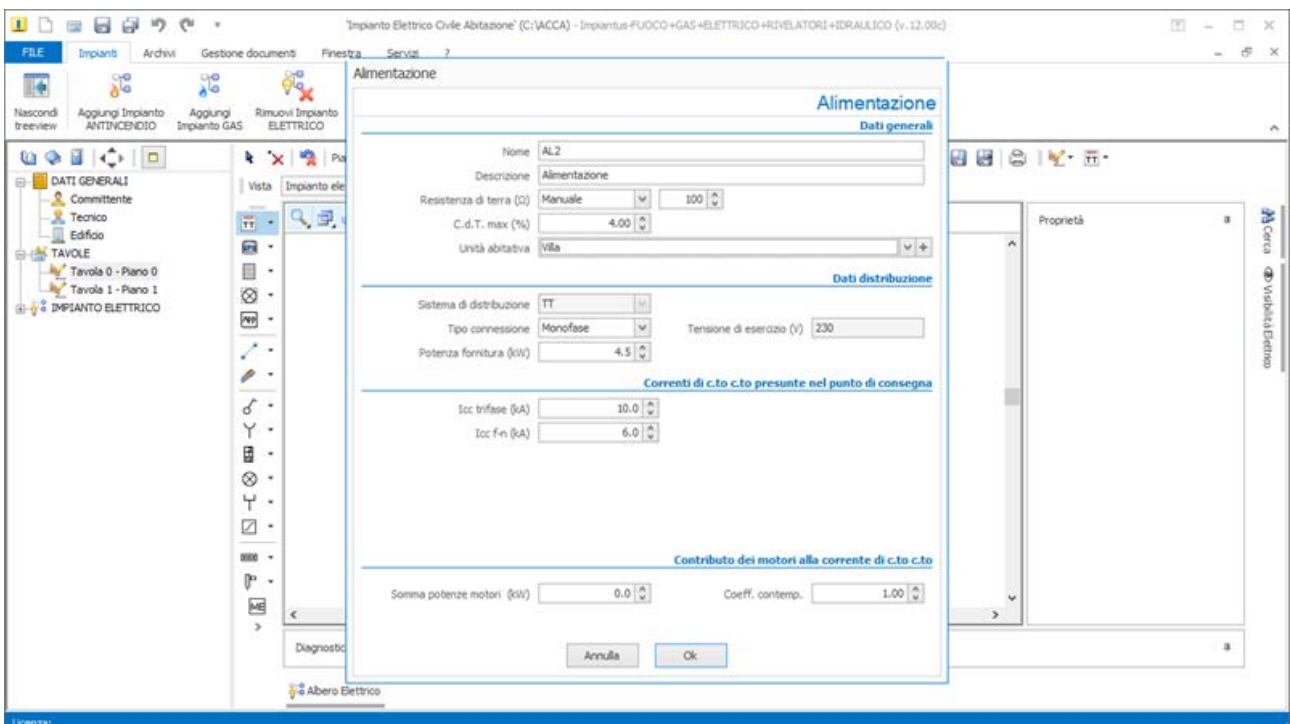 'Impianto Elettrico Civile Abitazione' (C:\ACCA) - Impiantus-FUOCO+GAS+ELETTRICO+RIVELATORI+IDRAULICO (v.12.00c)
FILE Impianti Archivi Gestione documenti Finestra Servizi ?
Nascondi treeview
Aggiungi Impianto ANTINCENDIO
Aggiungi Impianto GAS
Rimuovi Impianto ELETTRICO
DATI GENERALI
Committente
Tecnico
Edificio
TAVOLE
Tavola 0 - Piano 0
Tavola 1 - Piano 1
IMPIANTO ELETTRICO
Pia
Vista Impianto ele
TT
APP
ME
Alimentazione
Alimentazione
Dati generali
Nome AL2
Descrizione Alimentazione
Resistenza di terra (Ω) Manuale 100
C.d.T. max (%) 4.00
Unità abitativa Villa
Dati distribuzione
Sistema di distribuzione TT
Tipo connessione Monofase Tensione di esercizio (V) 230
Potenza fornitura (kW) 4.5
Correnti di c.to c.to presunte nel punto di consegna
Icc trifase (kA) 10.0
Icc f-n (kA) 6.0
Contributo dei motori alla corrente di c.to c.to
Somma potenze motori (kW) 0.0 Coeff. contemp. 1.00
Annulla Ok
TT
Proprietà
Cerca
Visibilità Elettrico
Diagnostic
Albero Elettrico
Licenza: